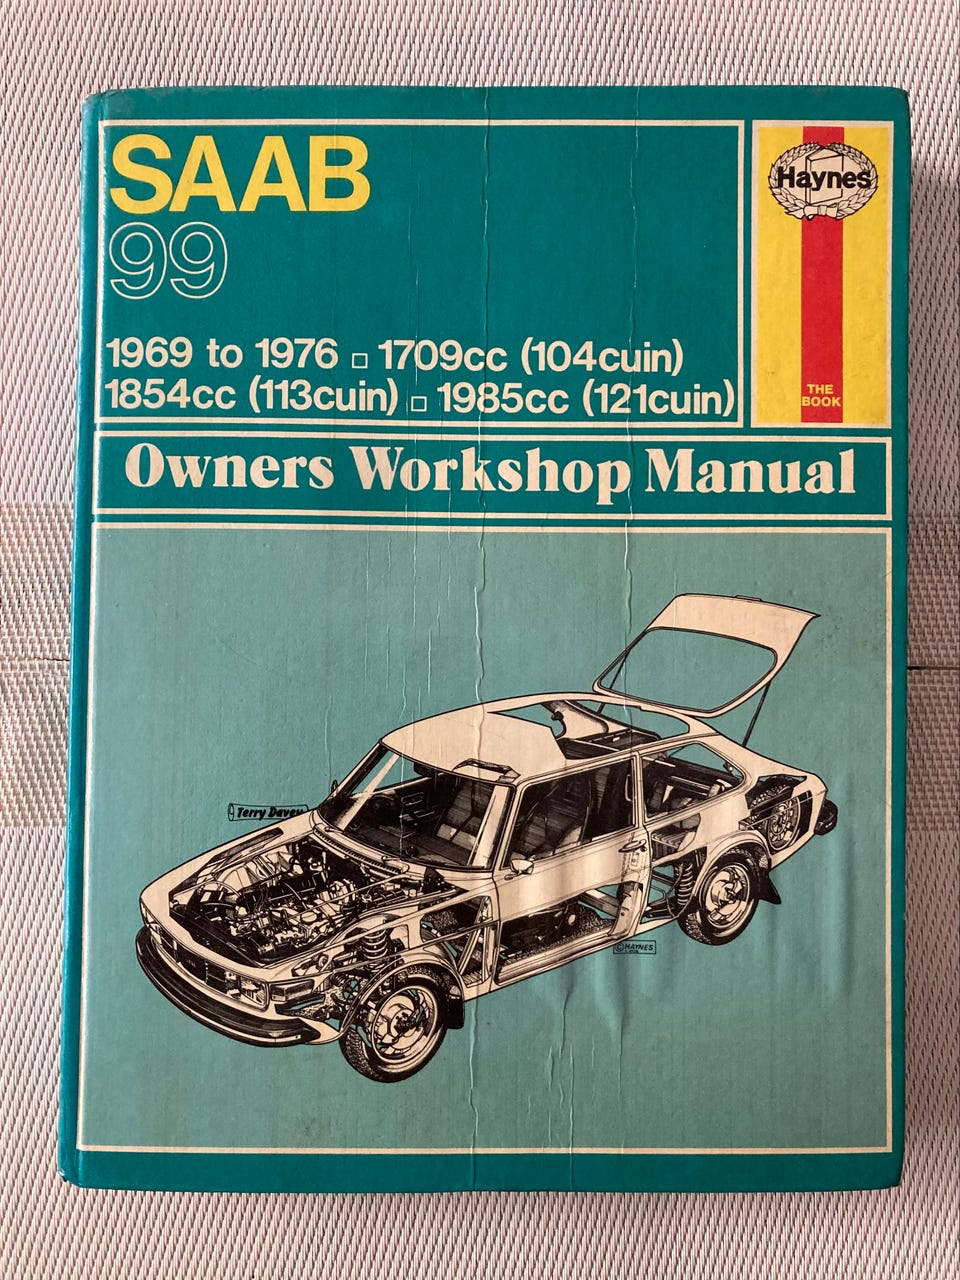 SAAB
99
1969 to 1976 □ 1709cc (104cuin)
1854cc (113cuin) □ 1985cc (121cuin)
Haynes
THE
BOOK
Owners Workshop Manual
Terry Davey
© HAYNES